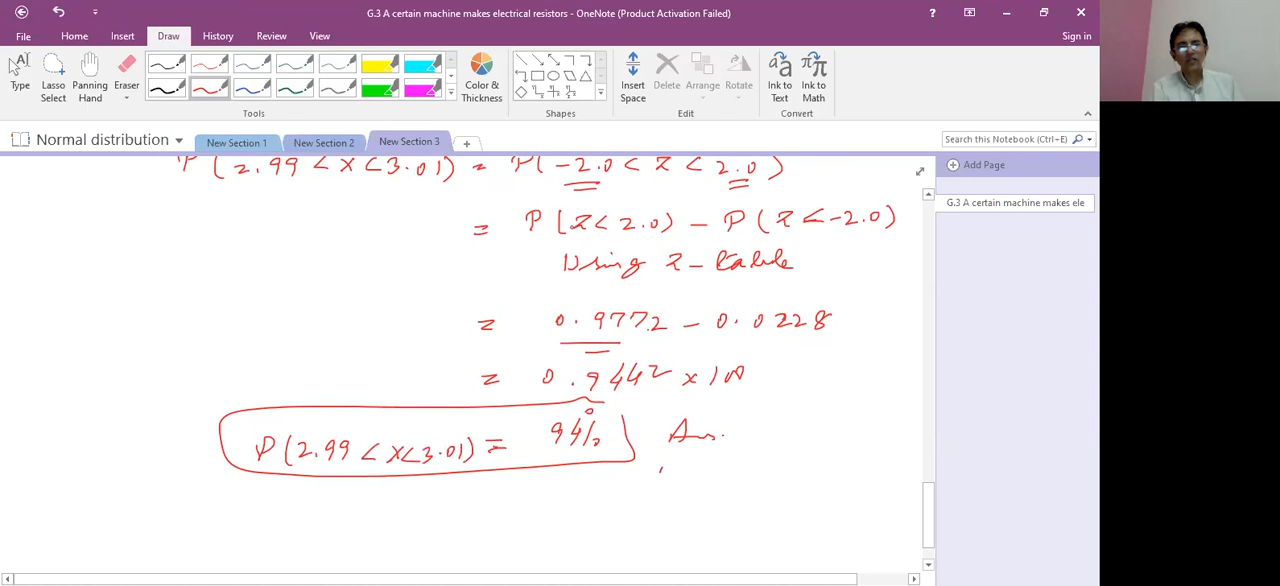 G.3 A certain machine makes electrical resistors - OneNote (Product Activation Failed)
File Home Insert Draw History Review View Sign in
Type Lasso Select Panning Hand Eraser Color & Thickness Insert Space Delete Arrange Rotate Ink to Text Ink to Math
Tools Shapes Edit Convert
Normal distribution New Section 1 New Section 2 New Section 3 Search this Notebook (Ctrl+E)
Add Page
G.3 A certain machine makes ele
P(2.99 < X < 3.01) = P(-2.0 < Z < 2.0)
= P(Z < 2.0) - P(Z < -2.0)
Using Z-table
= 0.9772 - 0.0228
= 0.9442 x 100
P(2.99 < X < 3.01) = 94% Ans.